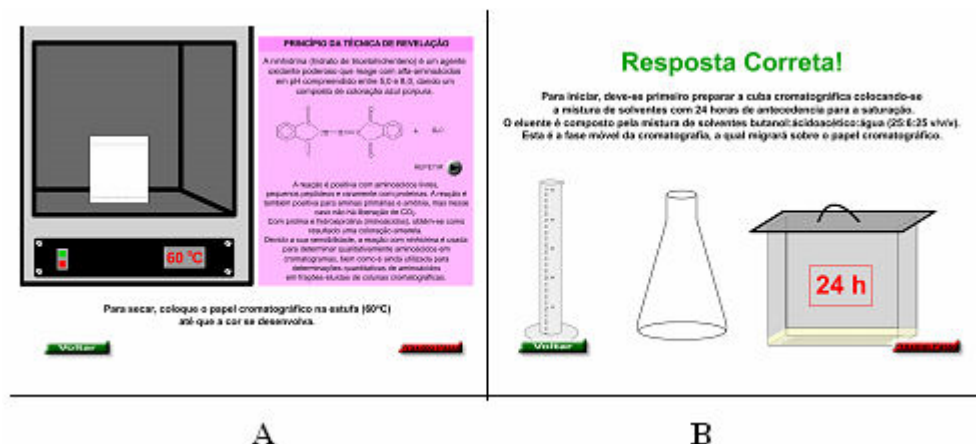 PRINCÍPIO DA TÉCNICA DE REVELAÇÃO
A ninhidrina (hidrato de tricetohidrindeno) é um agente
oxidante poderoso que reage com alfa-aminoácidos
em pH compreendido entre 5,0 e 8,0, dando um
composto de coloração azul púrpura.
+ H₂O
REPETIR
A reação é positiva com aminoácidos livres,
pequenos peptídeos e raramente com proteínas. A reação é
também positiva para aminas primárias e amônia, mas nesse
caso não há liberação de CO₂.
Com prolina e hidroxiprolina (iminoácidos), obtém-se como
resultado uma coloração amarela.
Devido a sua sensibilidade, a reação com ninhidrina é usada
para determinar qualitativamente aminoácidos em
cromatogramas, bem como é ainda utilizada para
determinações quantitativas de aminoácidos
em frações eluídas de colunas cromatográficas.
60 ºC
Para secar, coloque o papel cromatográfico na estufa (60ºC)
até que a cor se desenvolva.
Voltar
A
Resposta Correta!
Para iniciar, deve-se primeiro preparar a cuba cromatográfica colocando-se
a mistura de solventes com 24 horas de antecedencia para a saturação.
O eluente é composto pela mistura de solventes butanol:ácidoacético:água (25:6:25 v/v/v).
Esta é a fase móvel da cromatografia, a qual migrará sobre o papel cromatográfico.
24 h
Voltar
B